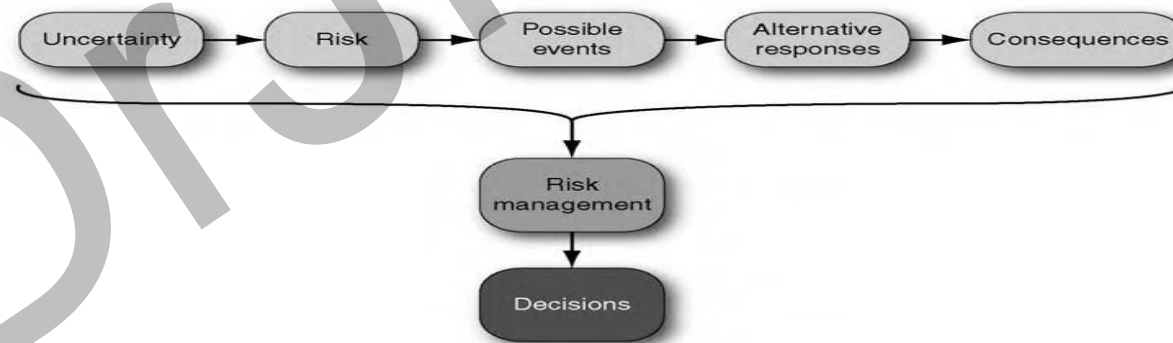 Uncertainty
Risk
Possible
events
Alternative
responses
Consequences
Risk
management
Decisions